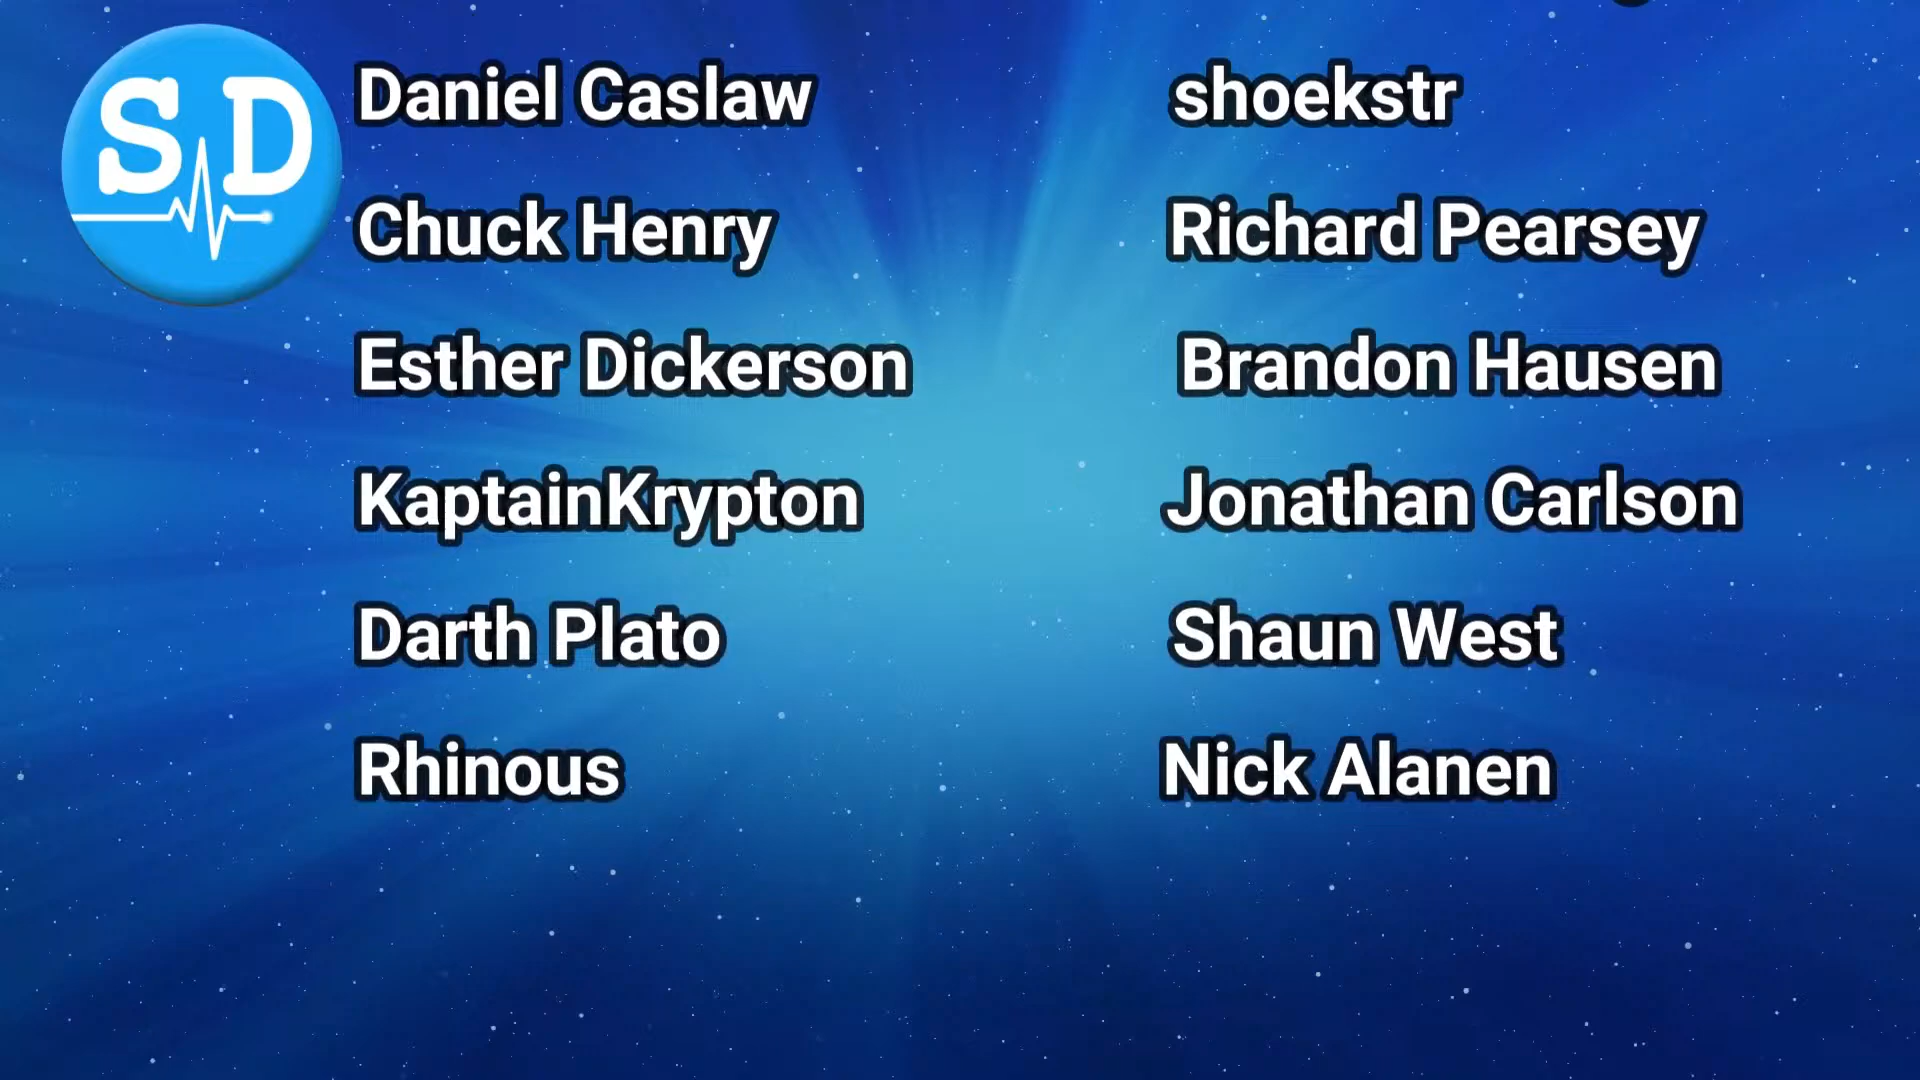 SD
Daniel Caslaw
Chuck Henry
Esther Dickerson
KaptainKrypton
Darth Plato
Rhinous
shoekstr
Richard Pearsey
Brandon Hausen
Jonathan Carlson
Shaun West
Nick Alanen